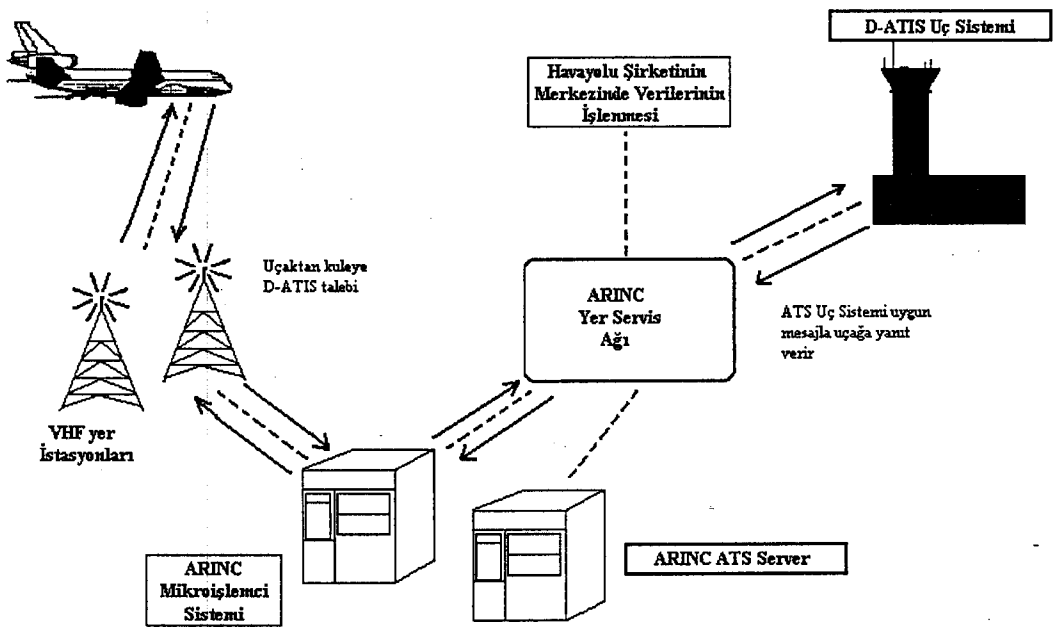 D-ATIS Uç Sistemi
Havayolu Şirketinin
Merkezinde Verilerinin
İşlenmesi
Uçaktan kuleye
D-ATIS talebi
ARINC
Yer Servis
Ağı
ATS Uç Sistemi uygun
mesajla uçağa yanıt
verir
VHF yer
İstasyonları
ARINC
Mikroişlemci
Sistemi
ARINC ATS Server